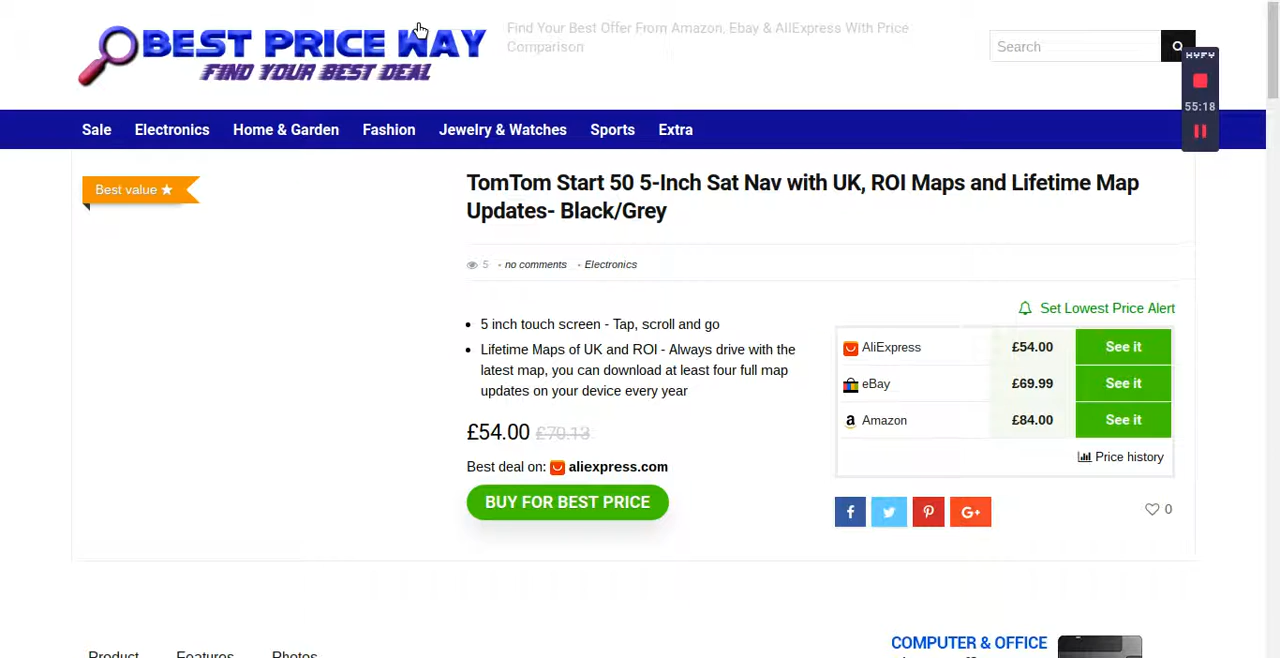 BEST PRICE WAY
FIND YOUR BEST DEAL
Find Your Best Offer From Amazon, Ebay & AliExpress With Price
Comparison
Search
55:18
Sale
Electronics
Home & Garden
Fashion
Jewelry & Watches
Sports
Extra
Best value
TomTom Start 50 5-Inch Sat Nav with UK, ROI Maps and Lifetime Map
Updates- Black/Grey
5 - no comments - Electronics
Set Lowest Price Alert
5 inch touch screen - Tap, scroll and go
Lifetime Maps of UK and ROI - Always drive with the
latest map, you can download at least four full map
updates on your device every year
AliExpress £54.00 See it
eBay £69.99 See it
Amazon £84.00 See it
Price history
£54.00 £70.13
Best deal on: aliexpress.com
BUY FOR BEST PRICE
0
COMPUTER & OFFICE
Product
Features
Photos